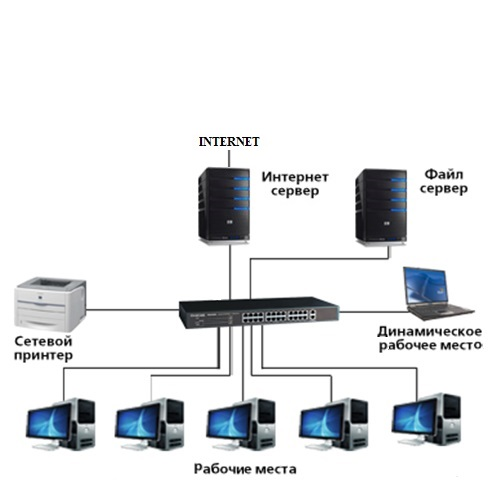 INTERNET
Интернет
сервер
Файл
сервер
Сетевой
принтер
Динамическое
рабочее место
Рабочие места